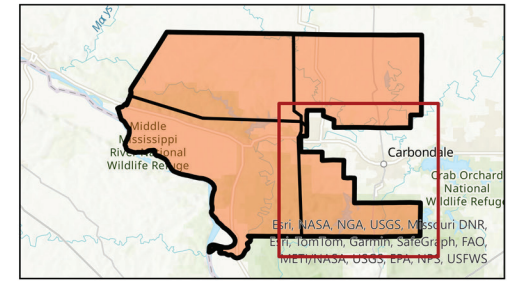 Marys
Middle
Mississippi
River National
Wildlife Refuge
Carbondale
Crab Orchard
National
Wildlife Refuge
Esri, NASA, NGA, USGS, Missouri DNR,
Esri, TomTom, Garmin, SafeGraph, FAO,
METI/NASA, USGS, EPA, NPS, USFWS